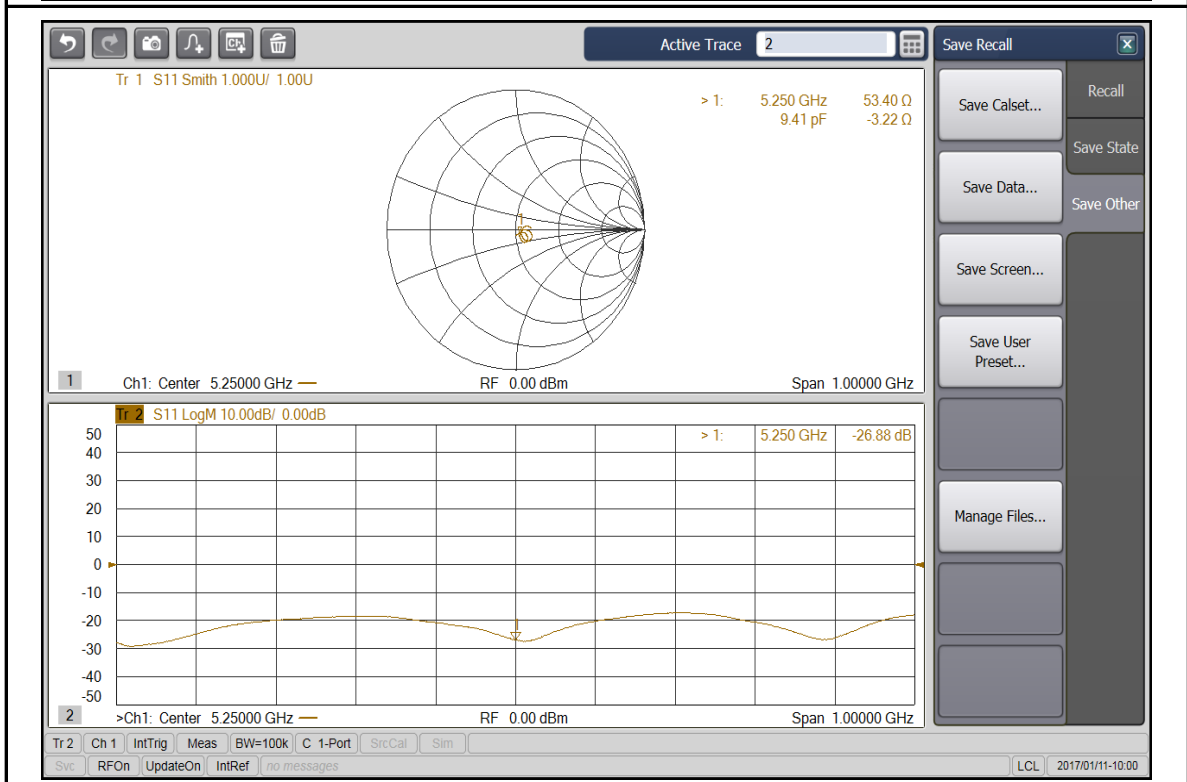 Active Trace 2
Save Recall
Tr 1 S11 Smith 1.000U/ 1.00U
> 1: 5.250 GHz 53.40 Ω
9.41 pF -3.22 Ω
1
1
Ch1: Center 5.25000 GHz RF 0.00 dBm Span 1.00000 GHz
Tr 2 S11 LogM 10.00dB/ 0.00dB
> 1: 5.250 GHz -26.88 dB
50
40
30
20
10
0
-10
-20
-30
-40
-50
2
>Ch1: Center 5.25000 GHz RF 0.00 dBm Span 1.00000 GHz
Save Calset...
Save Data...
Save Screen...
Save User
Preset...
Manage Files...
Recall
Save State
Save Other
Tr 2 Ch 1 IntTrig Meas BW=100k C 1-Port SrcCal Sim
Svc RFOn UpdateOn IntRef no messages LCL 2017/01/11-10:00